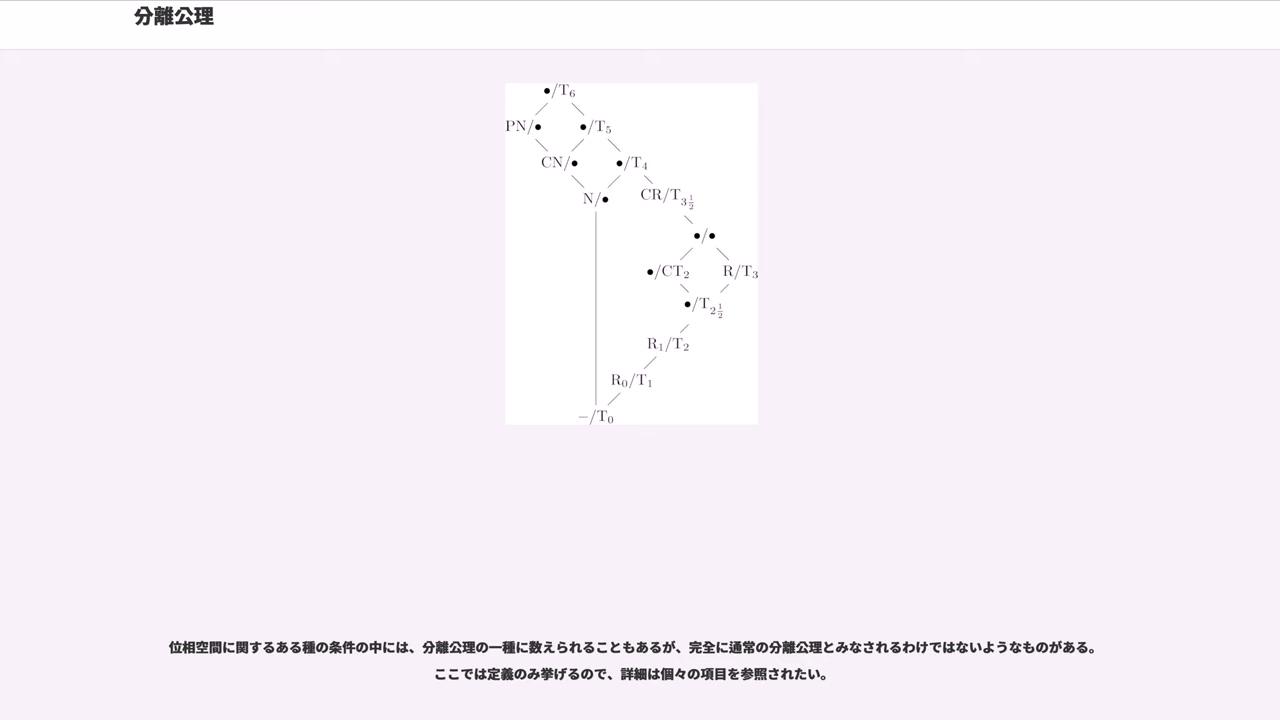 分離公理
•/T₆
PN/• •/T₅
CN/• •/T₄
N/• CR/T₃½
•/•
•/CT₂ R/T₃
•/T₂½
R₁/T₂
R₀/T₁
−/T₀
位相空間に関するある種の条件の中には、分離公理の一種に数えられることもあるが、完全に通常の分離公理とみなされるわけではないようなものがある。
ここでは定義のみ挙げるので、詳細は個々の項目を参照されたい。